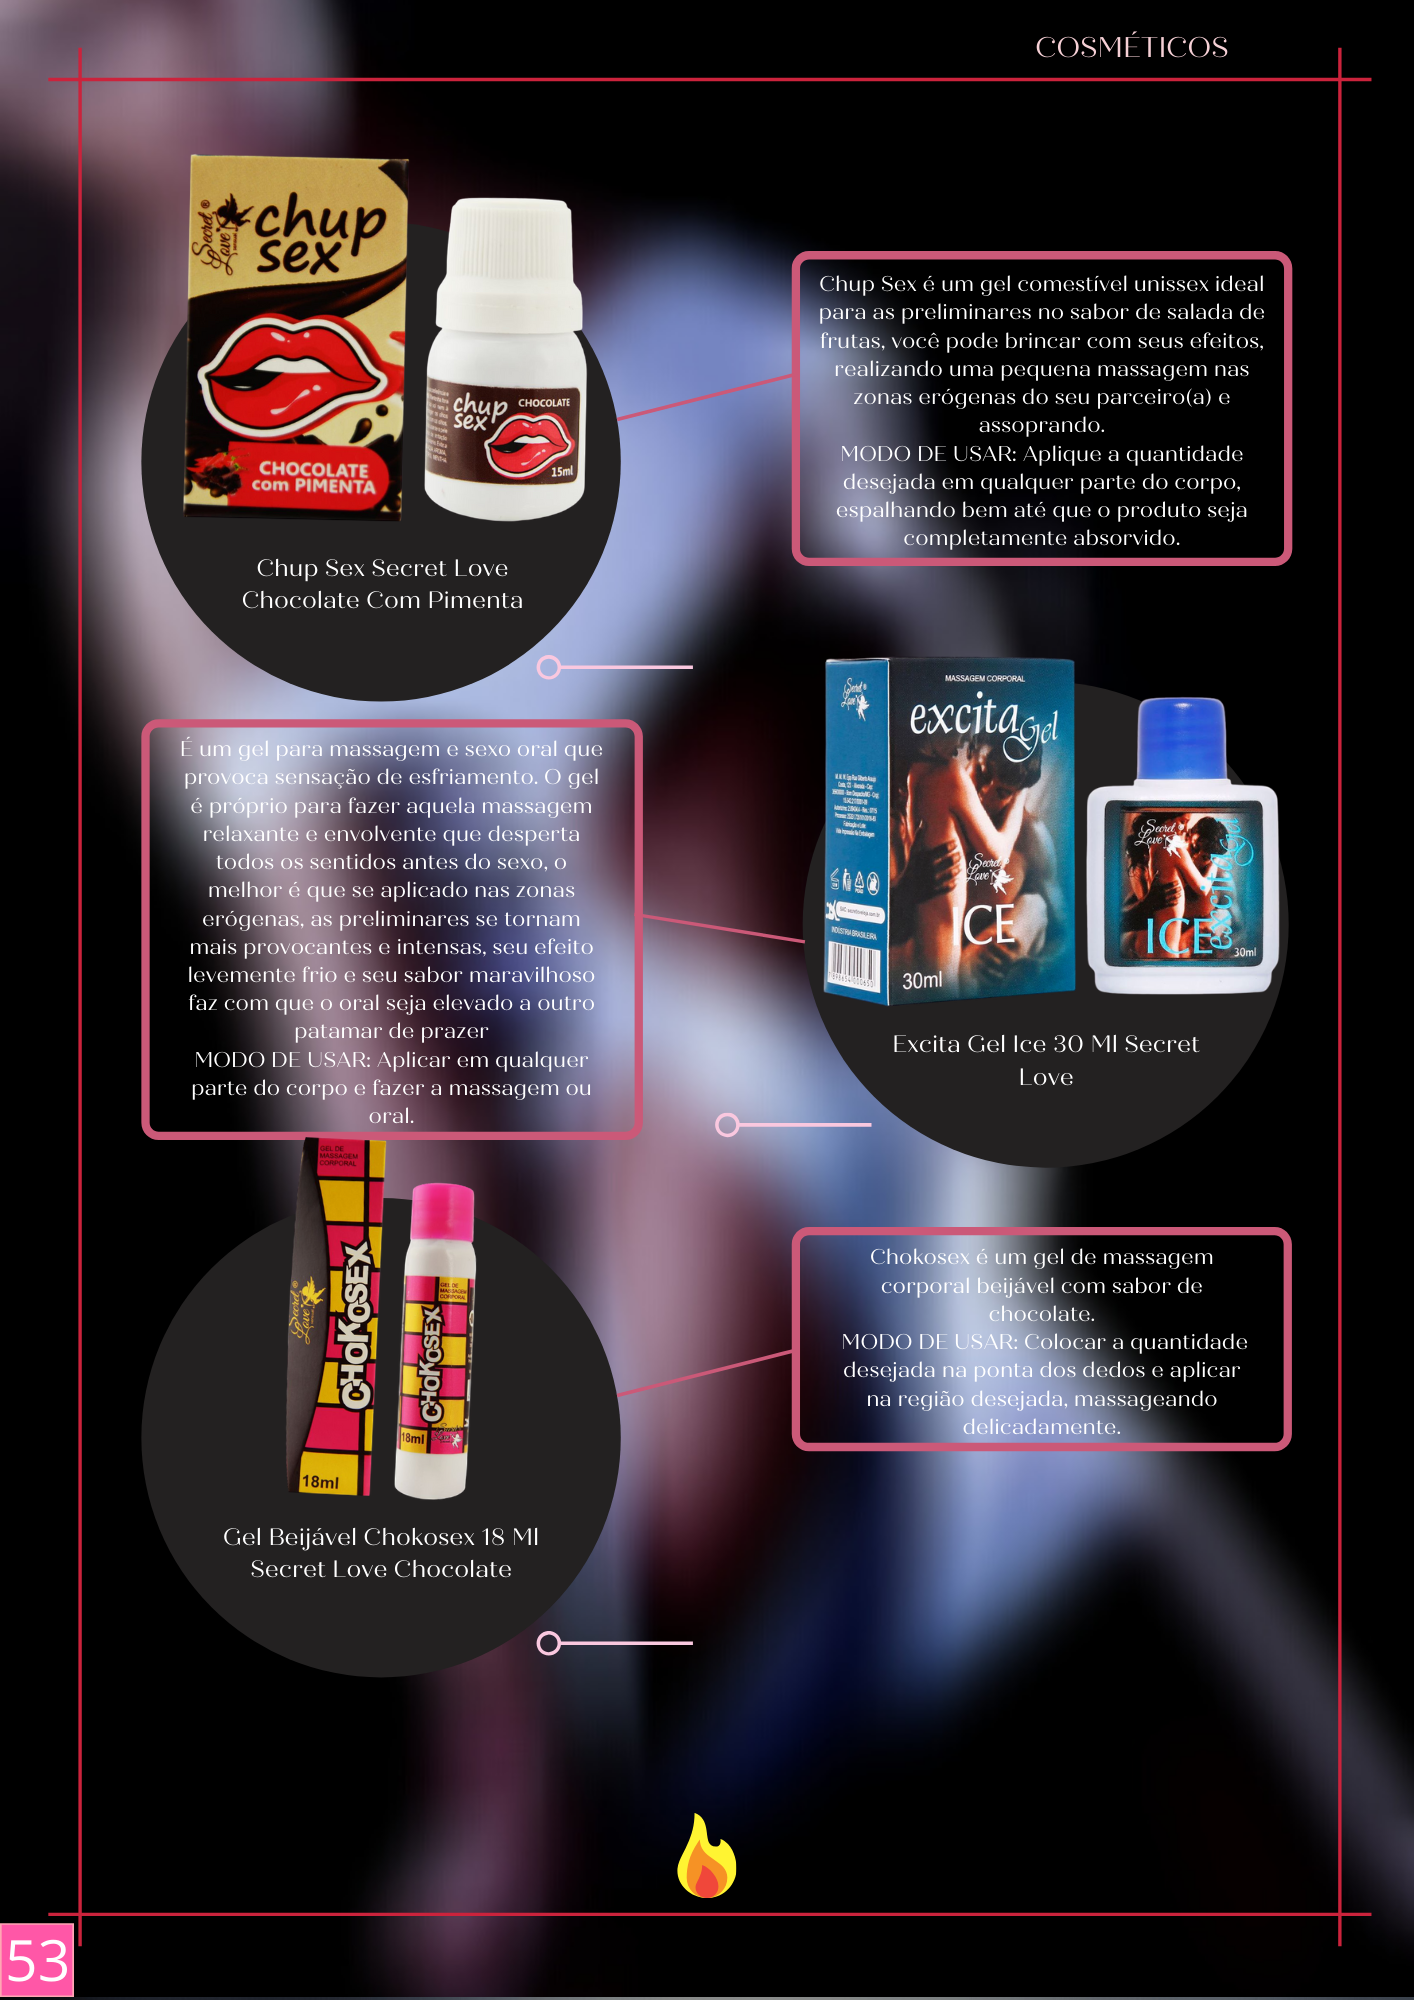 COSMÉTICOS
Secret
Love
chup
sex
CHOCOLATE
com PIMENTA
chup
sex
CHOCOLATE
15ml
Chup Sex Secret Love
Chocolate Com Pimenta
Chup Sex é um gel comestível unissex ideal
para as preliminares no sabor de salada de
frutas, você pode brincar com seus efeitos,
realizando uma pequena massagem nas
zonas erógenas do seu parceiro(a) e
assoprando.
MODO DE USAR: Aplique a quantidade
desejada em qualquer parte do corpo,
espalhando bem até que o produto seja
completamente absorvido.
É um gel para massagem e sexo oral que
provoca sensação de esfriamento. O gel
é próprio para fazer aquela massagem
relaxante e envolvente que desperta
todos os sentidos antes do sexo, o
melhor é que se aplicado nas zonas
erógenas, as preliminares se tornam
mais provocantes e intensas, seu efeito
levemente frio e seu sabor maravilhoso
faz com que o oral seja elevado a outro
patamar de prazer
MODO DE USAR: Aplicar em qualquer
parte do corpo e fazer a massagem ou
oral.
MASSAGEM CORPORAL
excita
Gel
Secret
Love
INDÚSTRIA BRASILEIRA
Secret
Love
ICE
30ml
Secret
Love
excita Gel
ICE
30ml
Excita Gel Ice 30 Ml Secret
Love
GEL DE
MASSAGEM
CORPORAL
CHOKOSEX
Secret
Love
18ml
GEL DE
MASSAGEM
CORPORAL
CHOKOSEX
Secret
Love
18ml
Gel Beijável Chokosex 18 Ml
Secret Love Chocolate
Chokosex é um gel de massagem
corporal beijável com sabor de
chocolate.
MODO DE USAR: Colocar a quantidade
desejada na ponta dos dedos e aplicar
na região desejada, massageando
delicadamente.
53